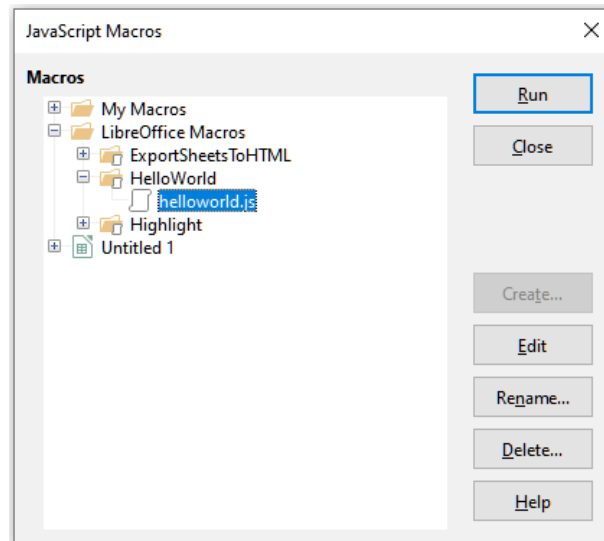 JavaScript Macros
Macros
My Macros
LibreOffice Macros
ExportSheetsToHTML
HelloWorld
helloworld.js
Highlight
Untitled 1
Run
Close
Create...
Edit
Rename...
Delete...
Help